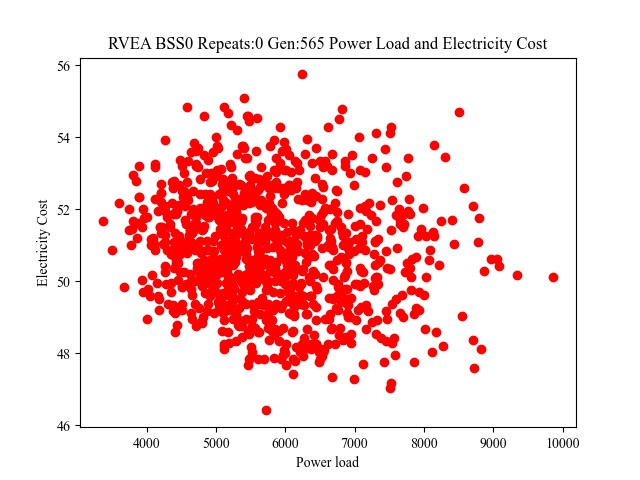 RVEA BSS0 Repeats:0 Gen:565 Power Load and Electricity Cost
56
54
52
50
48
46
Electricity Cost
4000 5000 6000 7000 8000 9000 10000
Power load